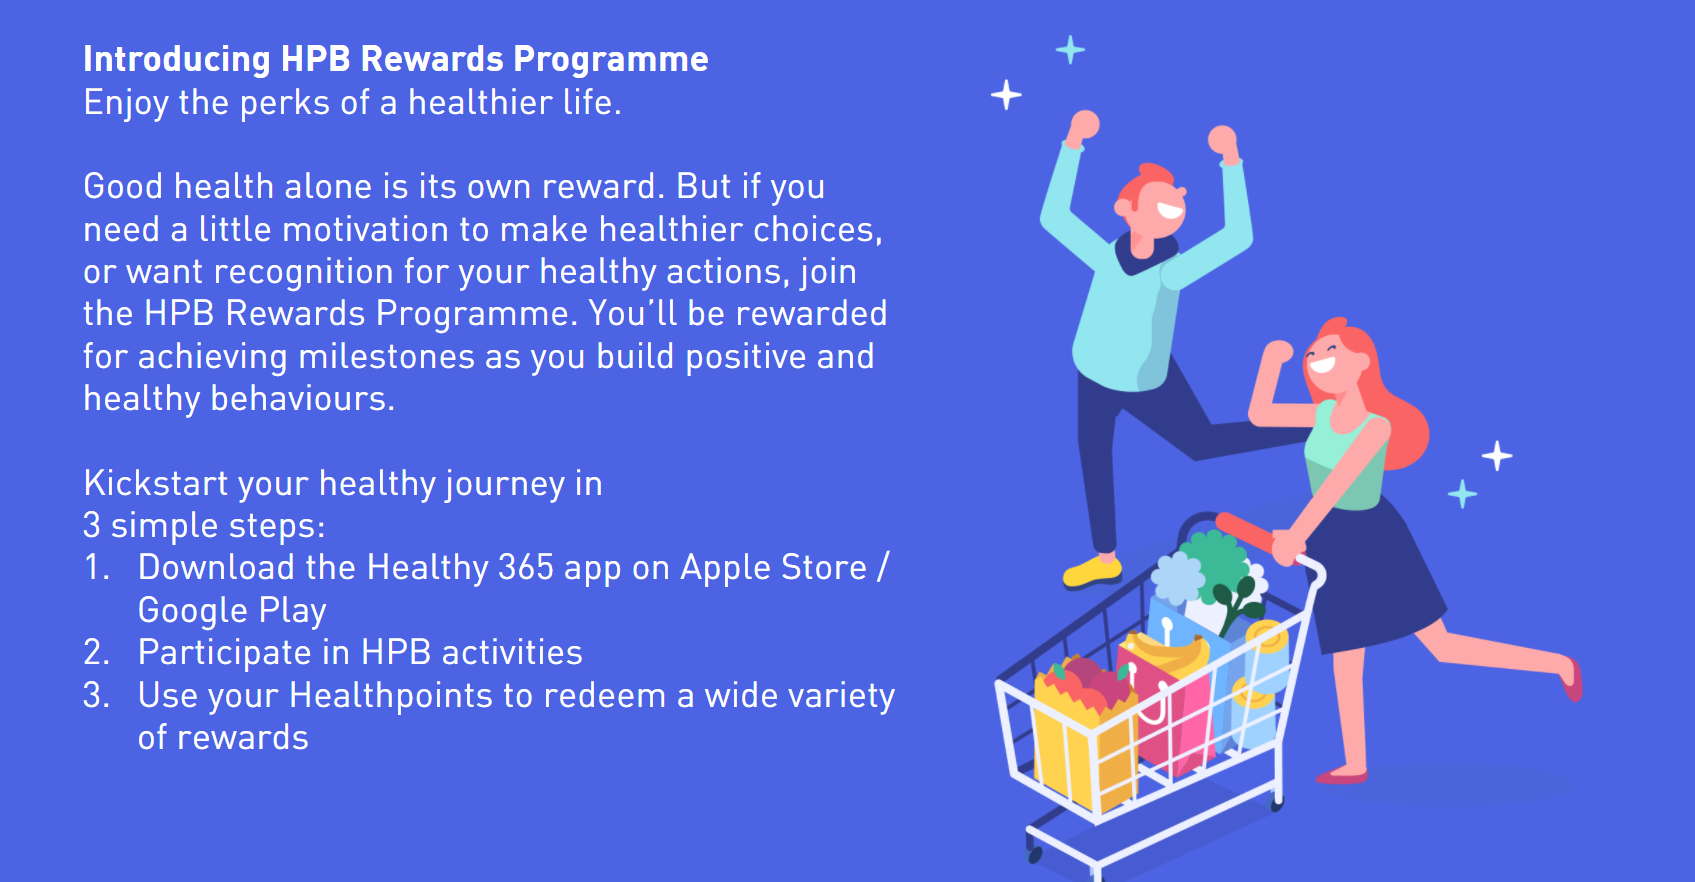 Introducing HPB Rewards Programme
Enjoy the perks of a healthier life.
Good health alone is its own reward. But if you
need a little motivation to make healthier choices,
or want recognition for your healthy actions, join
the HPB Rewards Programme. You’ll be rewarded
for achieving milestones as you build positive and
healthy behaviours.
Kickstart your healthy journey in
3 simple steps:
1. Download the Healthy 365 app on Apple Store /
Google Play
2. Participate in HPB activities
3. Use your Healthpoints to redeem a wide variety
of rewards